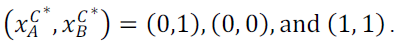 (x_A^{C*}, x_B^{C*}) = (0,1), (0,0), and (1,1).